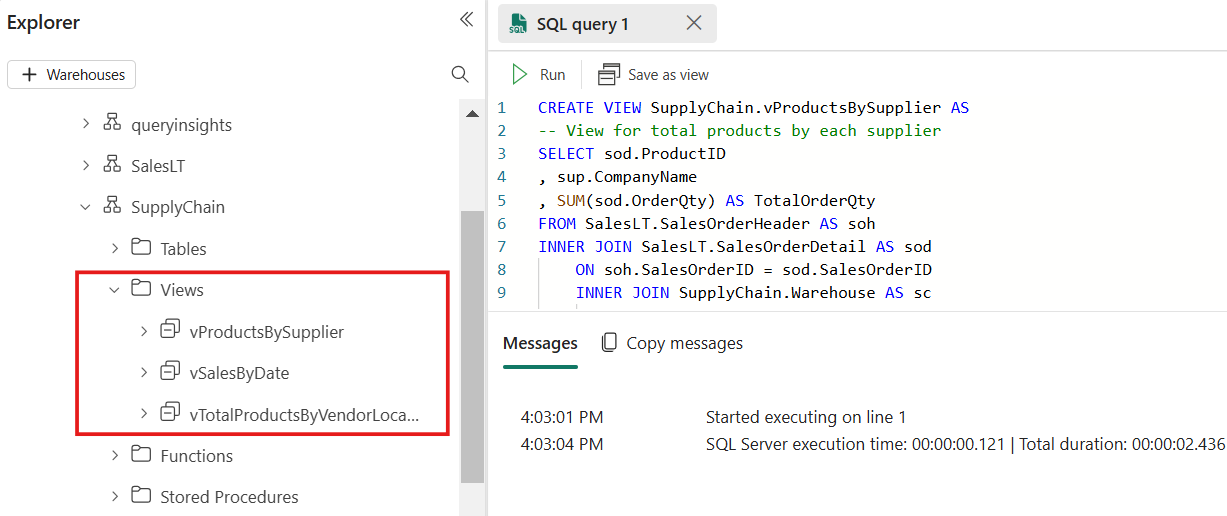 Explorer
Warehouses
queryinsights
SalesLT
SupplyChain
Tables
Views
vProductsBySupplier
vSalesByDate
vTotalProductsByVendorLoca...
Functions
Stored Procedures
SQL
SQL query 1
Run
Save as view
1 CREATE VIEW SupplyChain.vProductsBySupplier AS
2 -- View for total products by each supplier
3 SELECT sod.ProductID
4 , sup.CompanyName
5 , SUM(sod.OrderQty) AS TotalOrderQty
6 FROM SalesLT.SalesOrderHeader AS soh
7 INNER JOIN SalesLT.SalesOrderDetail AS sod
8 ON soh.SalesOrderID = sod.SalesOrderID
9 INNER JOIN SupplyChain.Warehouse AS sc
Messages
Copy messages
4:03:01 PM Started executing on line 1
4:03:04 PM SQL Server execution time: 00:00:00.121 | Total duration: 00:00:02.436